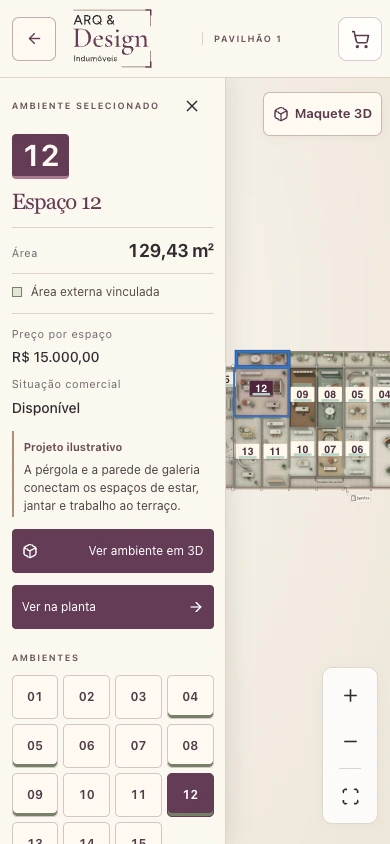 ARQ &
Design
Indumóveis
PAVILHÃO 1
AMBIENTE SELECIONADO
12
Espaço 12
Área
129,43 m²
Área externa vinculada
Preço por espaço
R$ 15.000,00
Situação comercial
Disponível
Projeto ilustrativo
A pérgola e a parede de galeria
conectam os espaços de estar,
jantar e trabalho ao terraço.
Ver ambiente em 3D
Ver na planta
AMBIENTES
01 02 03 04
05 06 07 08
09 10 11 12
13 14 15
Maquete 3D
12 09 08 05 04
13 11 10 07 06